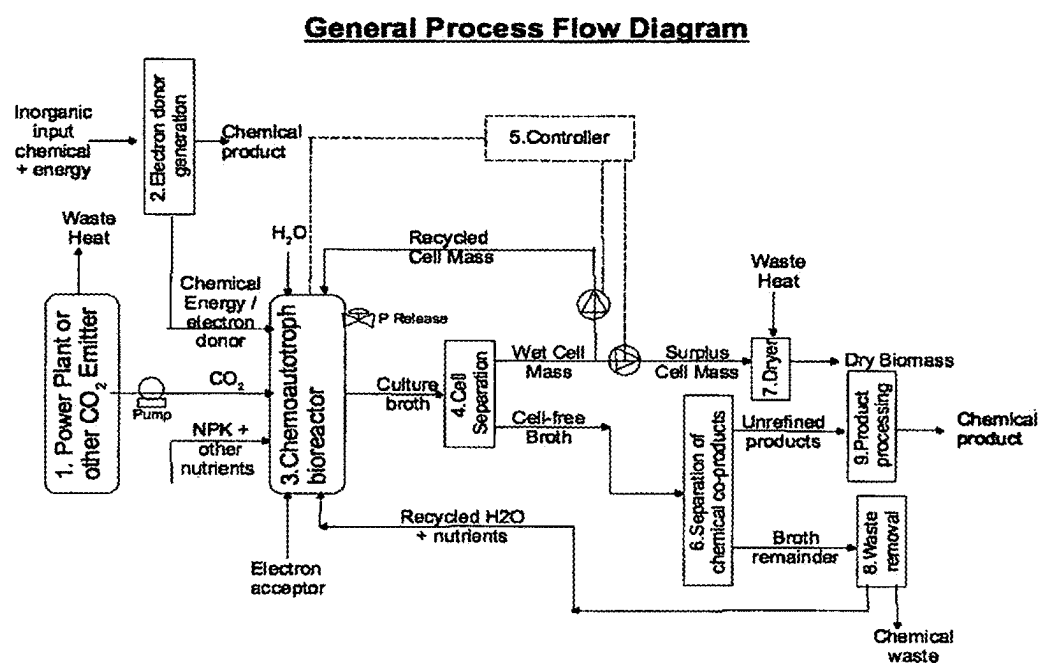 General Process Flow Diagram
Inorganic
input
chemical
+ energy
2.Electron donor
generation
Chemical
product
5.Controller
Waste
Heat
H₂O
Recycled
Cell Mass
Chemical
Energy /
electron
donor
P Release
Waste
Heat
1. Power Plant or
other CO₂ Emitter
Pump
CO₂
NPK +
other
nutrients
3.Chemoautotroph
bioreactor
Culture
broth
4.Cell
Separation
Wet Cell
Mass
Surplus
Cell Mass
7.Dryer
Dry Biomass
Cell-free
Broth
6.Separation of
chemical co-products
Unrefined
products
9.Product
processing
Chemical
product
Recycled H2O
+ nutrients
Broth
remainder
8.Waste
removal
Electron
acceptor
Chemical
waste